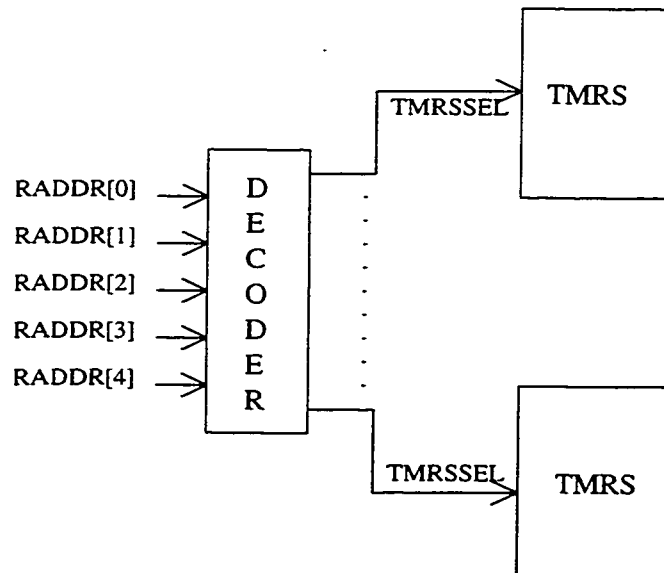 TMRSSEL
TMRS
RADDR[0]
RADDR[1]
RADDR[2]
RADDR[3]
RADDR[4]
D
E
C
O
D
E
R
TMRSSEL
TMRS